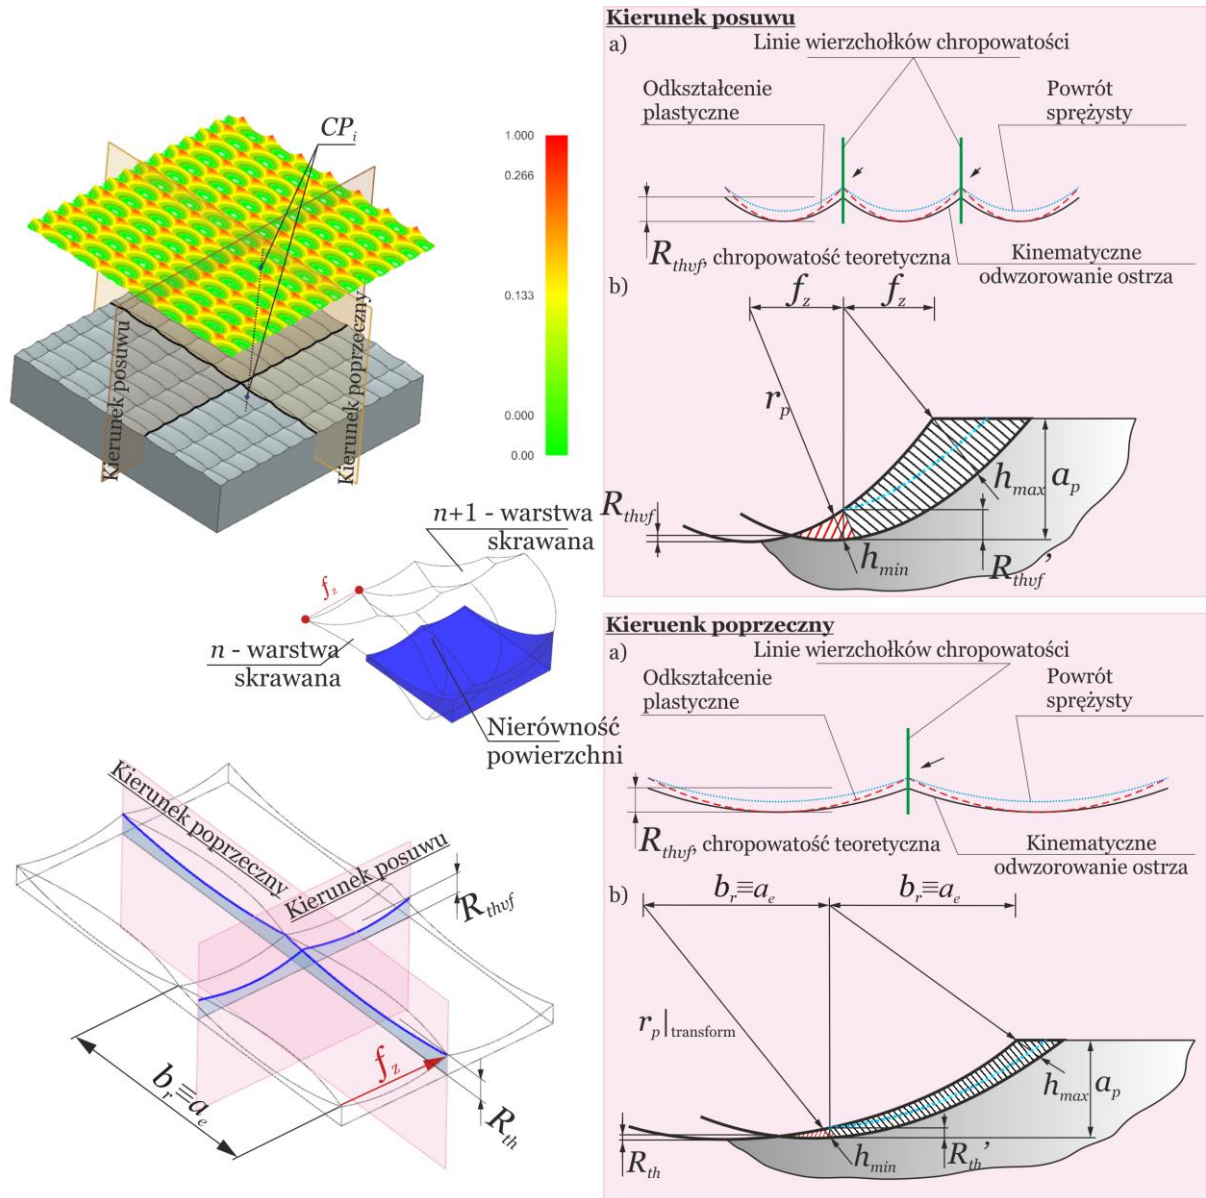 CPᵢ
1.000
0.266
0.133
0.000
0.00
Kierunek posuwu
Kierunek poprzeczny
n+1 - warstwa
skrawana
f_z
n - warstwa
skrawana
Nierówność
powierzchni
Kierunek poprzeczny
Kierunek posuwu
R_thvf
f_z
b_r≡a_e
R_th
Kierunek posuwu
a)
Linie wierzchołków chropowatości
Odkształcenie
plastyczne
Powrót
sprężysty
R_thvf, chropowatość teoretyczna
Kinematyczne
odwzorowanie ostrza
b)
f_z
f_z
r_p
h_max
a_p
R_thvf
h_min
R_thvf’
Kieruenk poprzeczny
a)
Linie wierzchołków chropowatości
Odkształcenie
plastyczne
Powrót
sprężysty
R_thvf, chropowatość teoretyczna
Kinematyczne
odwzorowanie ostrza
b)
b_r≡a_e
b_r≡a_e
r_p|transform
h_max
a_p
R_th
h_min
R_th’